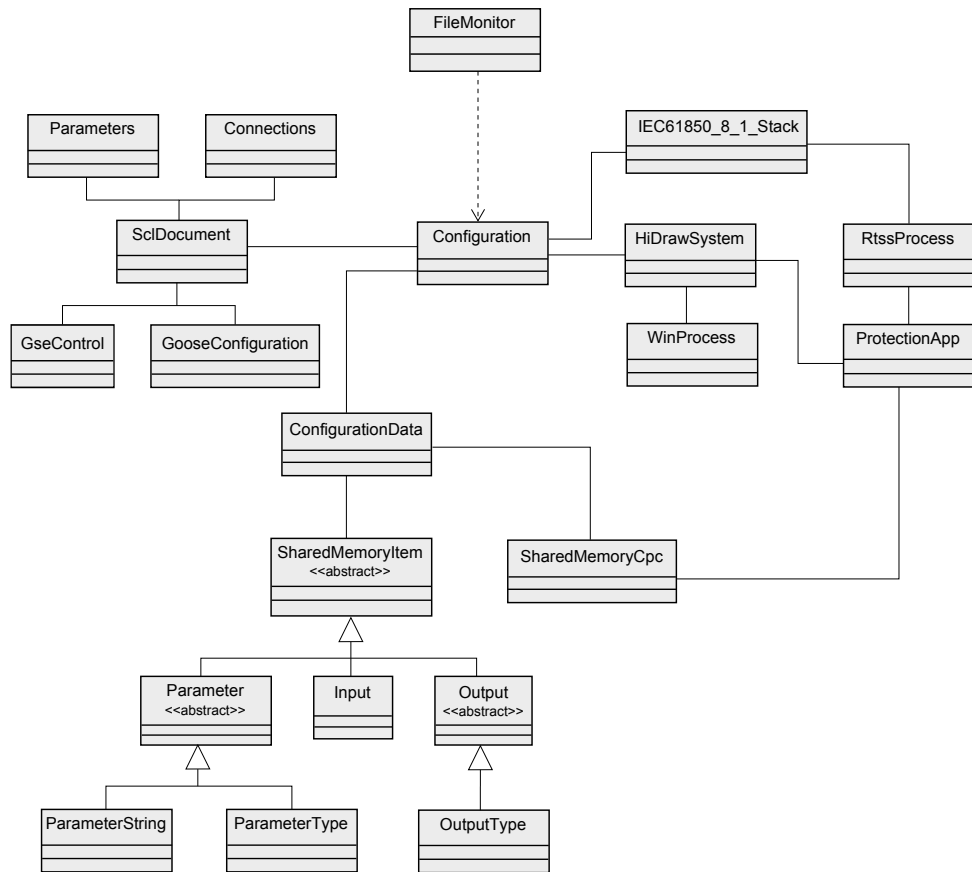 FileMonitor
Parameters
Connections
IEC61850_8_1_Stack
SclDocument
Configuration
HiDrawSystem
RtssProcess
GseControl
GooseConfiguration
WinProcess
ProtectionApp
ConfigurationData
SharedMemoryItem
<<abstract>>
SharedMemoryCpc
Parameter
<<abstract>>
Input
Output
<<abstract>>
ParameterString
ParameterType
OutputType